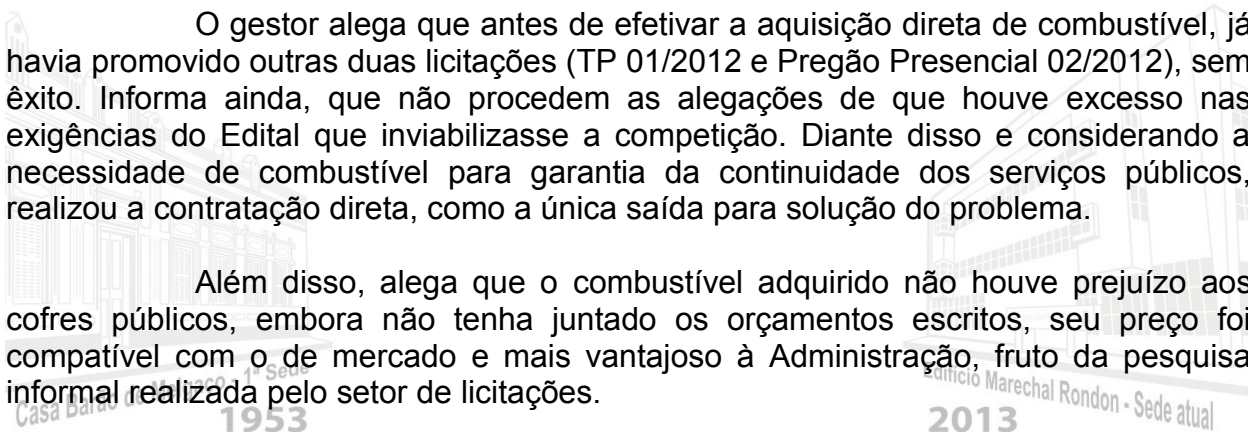 O gestor alega que antes de efetivar a aquisição direta de combustível, já
havia promovido outras duas licitações (TP 01/2012 e Pregão Presencial 02/2012), sem
êxito. Informa ainda, que não procedem as alegações de que houve excesso nas
exigências do Edital que inviabilizasse a competição. Diante disso e considerando a
necessidade de combustível para garantia da continuidade dos serviços públicos,
realizou a contratação direta, como a única saída para solução do problema.
Além disso, alega que o combustível adquirido não houve prejuízo aos
cofres públicos, embora não tenha juntado os orçamentos escritos, seu preço foi
compatível com o de mercado e mais vantajoso à Administração, fruto da pesquisa
informal realizada pelo setor de licitações.
Casa Barão de Melgaço - 1ª Sede
1953
Edifício Marechal Rondon - Sede atual
2013